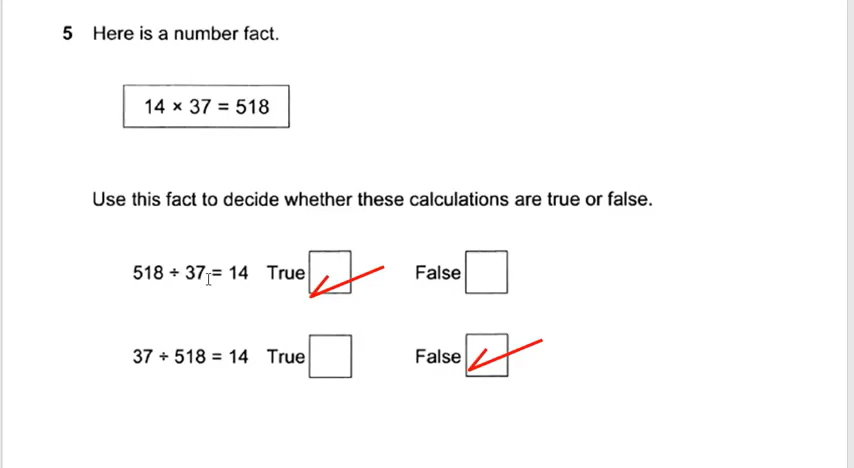 5 Here is a number fact.
14 × 37 = 518
Use this fact to decide whether these calculations are true or false.
518 ÷ 37 = 14 True False
37 ÷ 518 = 14 True False